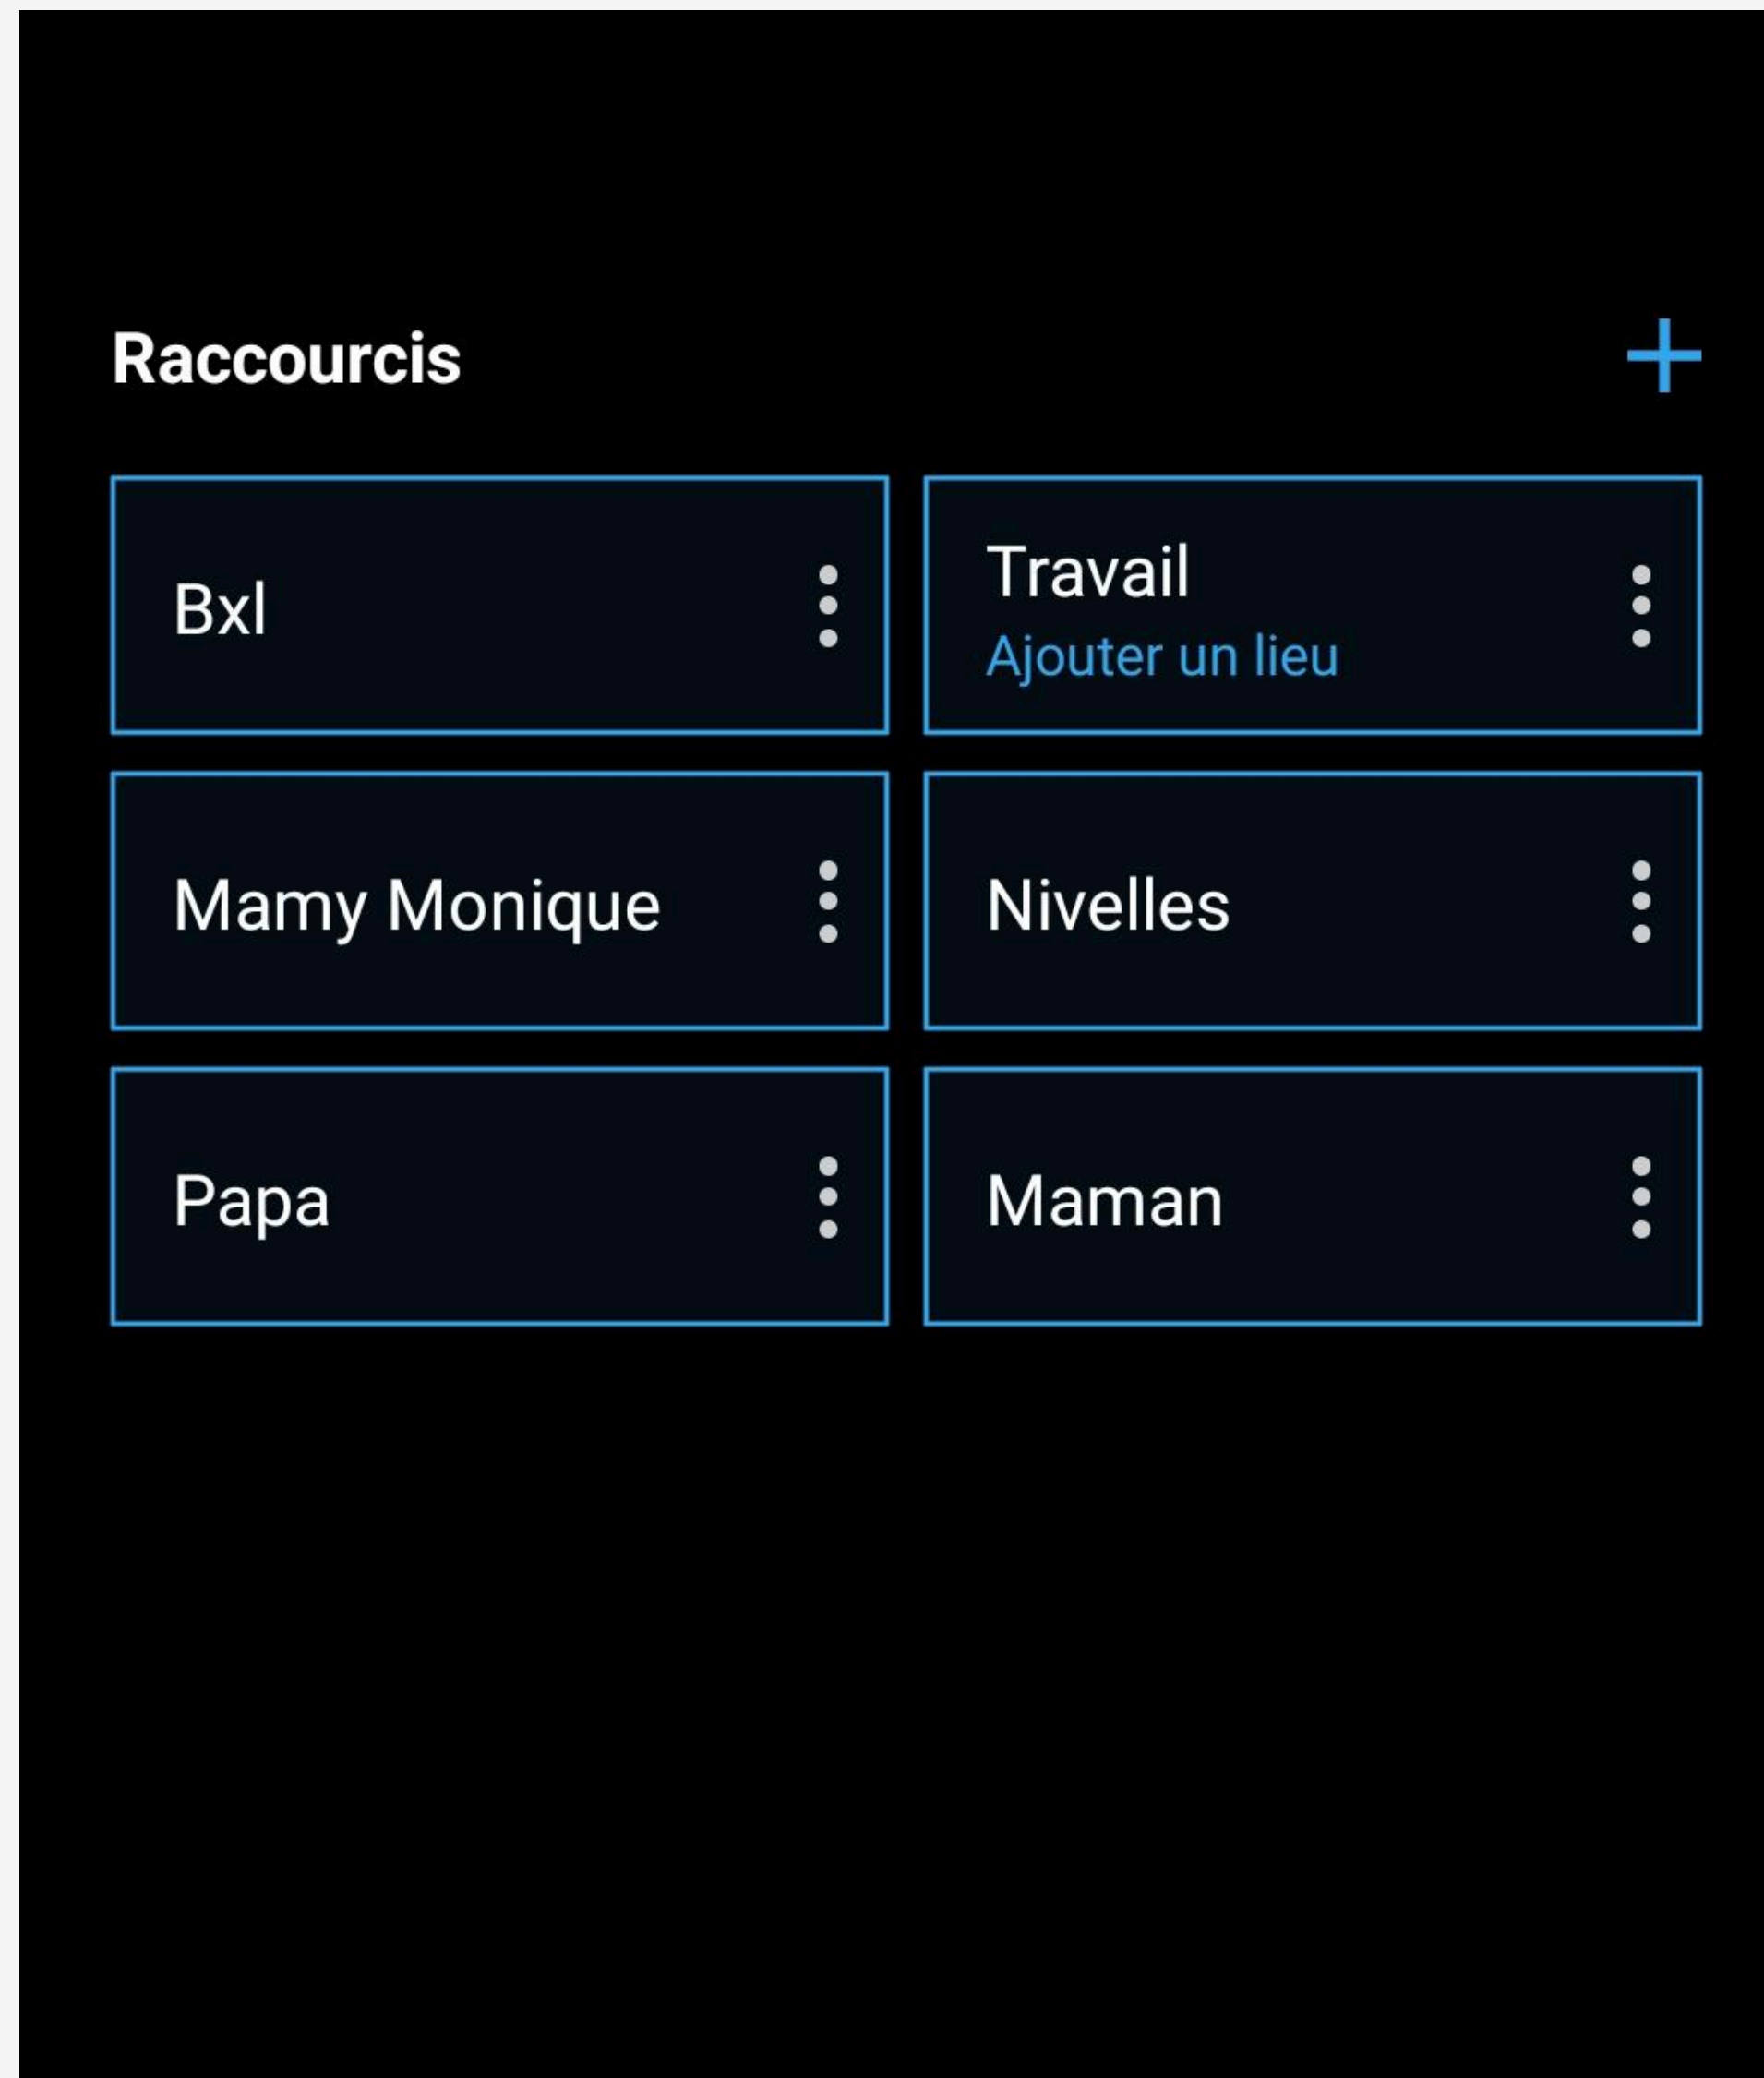 Raccourcis
Bxl
Travail
Ajouter un lieu
Mamy Monique
Nivelles
Papa
Maman